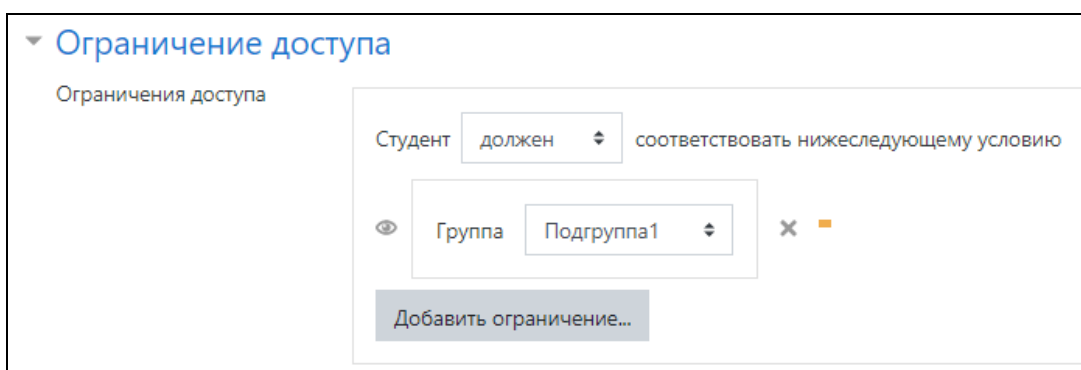 Ограничение доступа
Ограничения доступа
Студент должен соответствовать нижеследующему условию
Группа Подгруппа1
Добавить ограничение...